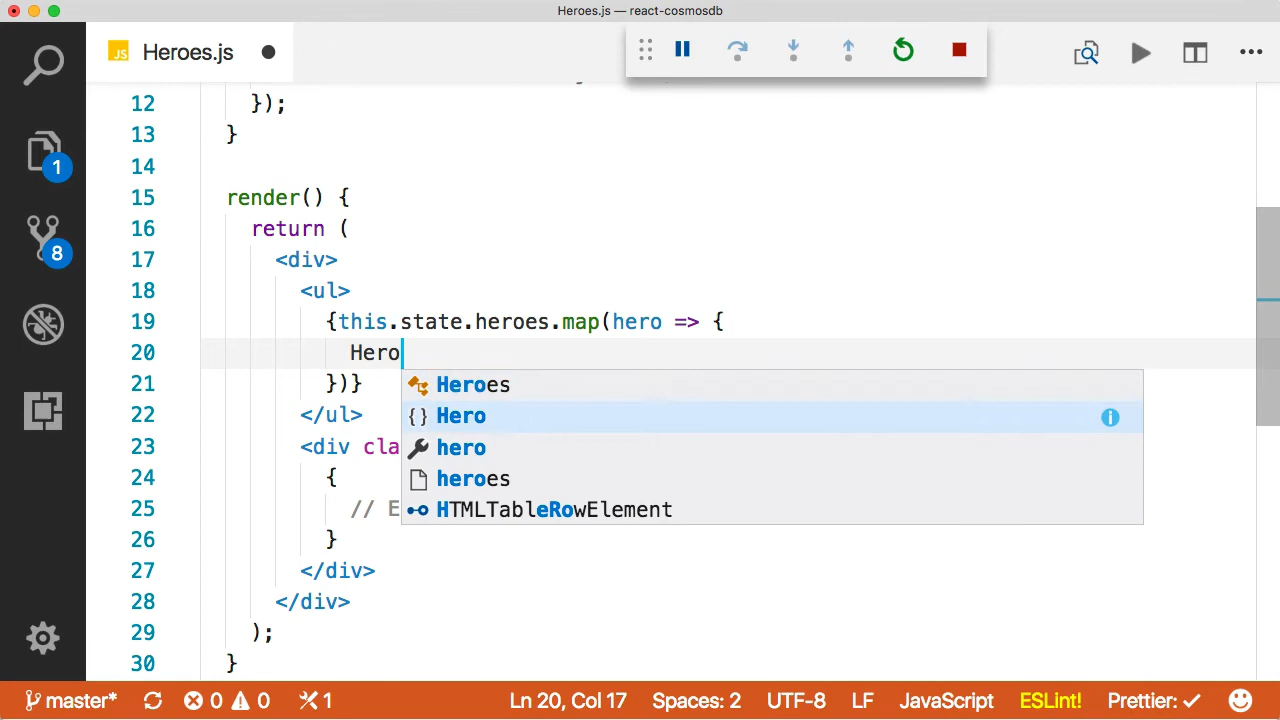 Heroes.js — react-cosmosdb
JS Heroes.js
12 });
13 }
14
15 render() {
16 return (
17 <div>
18 <ul>
19 {this.state.heroes.map(hero => {
20 Hero
21 })}
22 </ul>
23 <div cla
24 {
25 // E
26 }
27 </div>
28 </div>
29 );
30 }
Heroes
{} Hero
hero
heroes
HTMLTableRowElement
1
8
master* 0 0 1 Ln 20, Col 17 Spaces: 2 UTF-8 LF JavaScript ESLint! Prettier: ✓